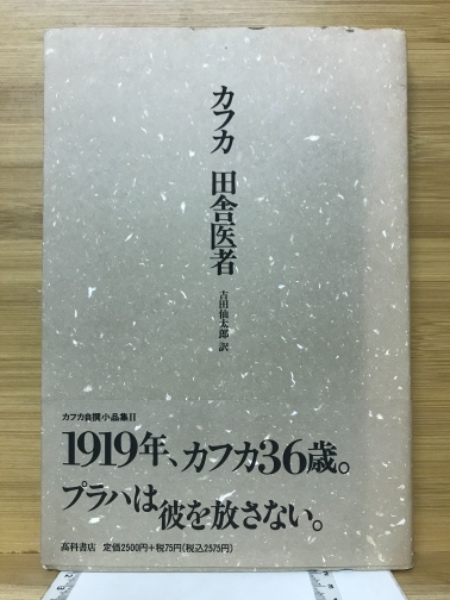 カフカ 田舎医者
吉田仙太郎 訳
カフカ自撰小品集II
1919年、カフカ36歳。
プラハは彼を放さない。
高科書店 定価2500円+税75円(税込2575円)